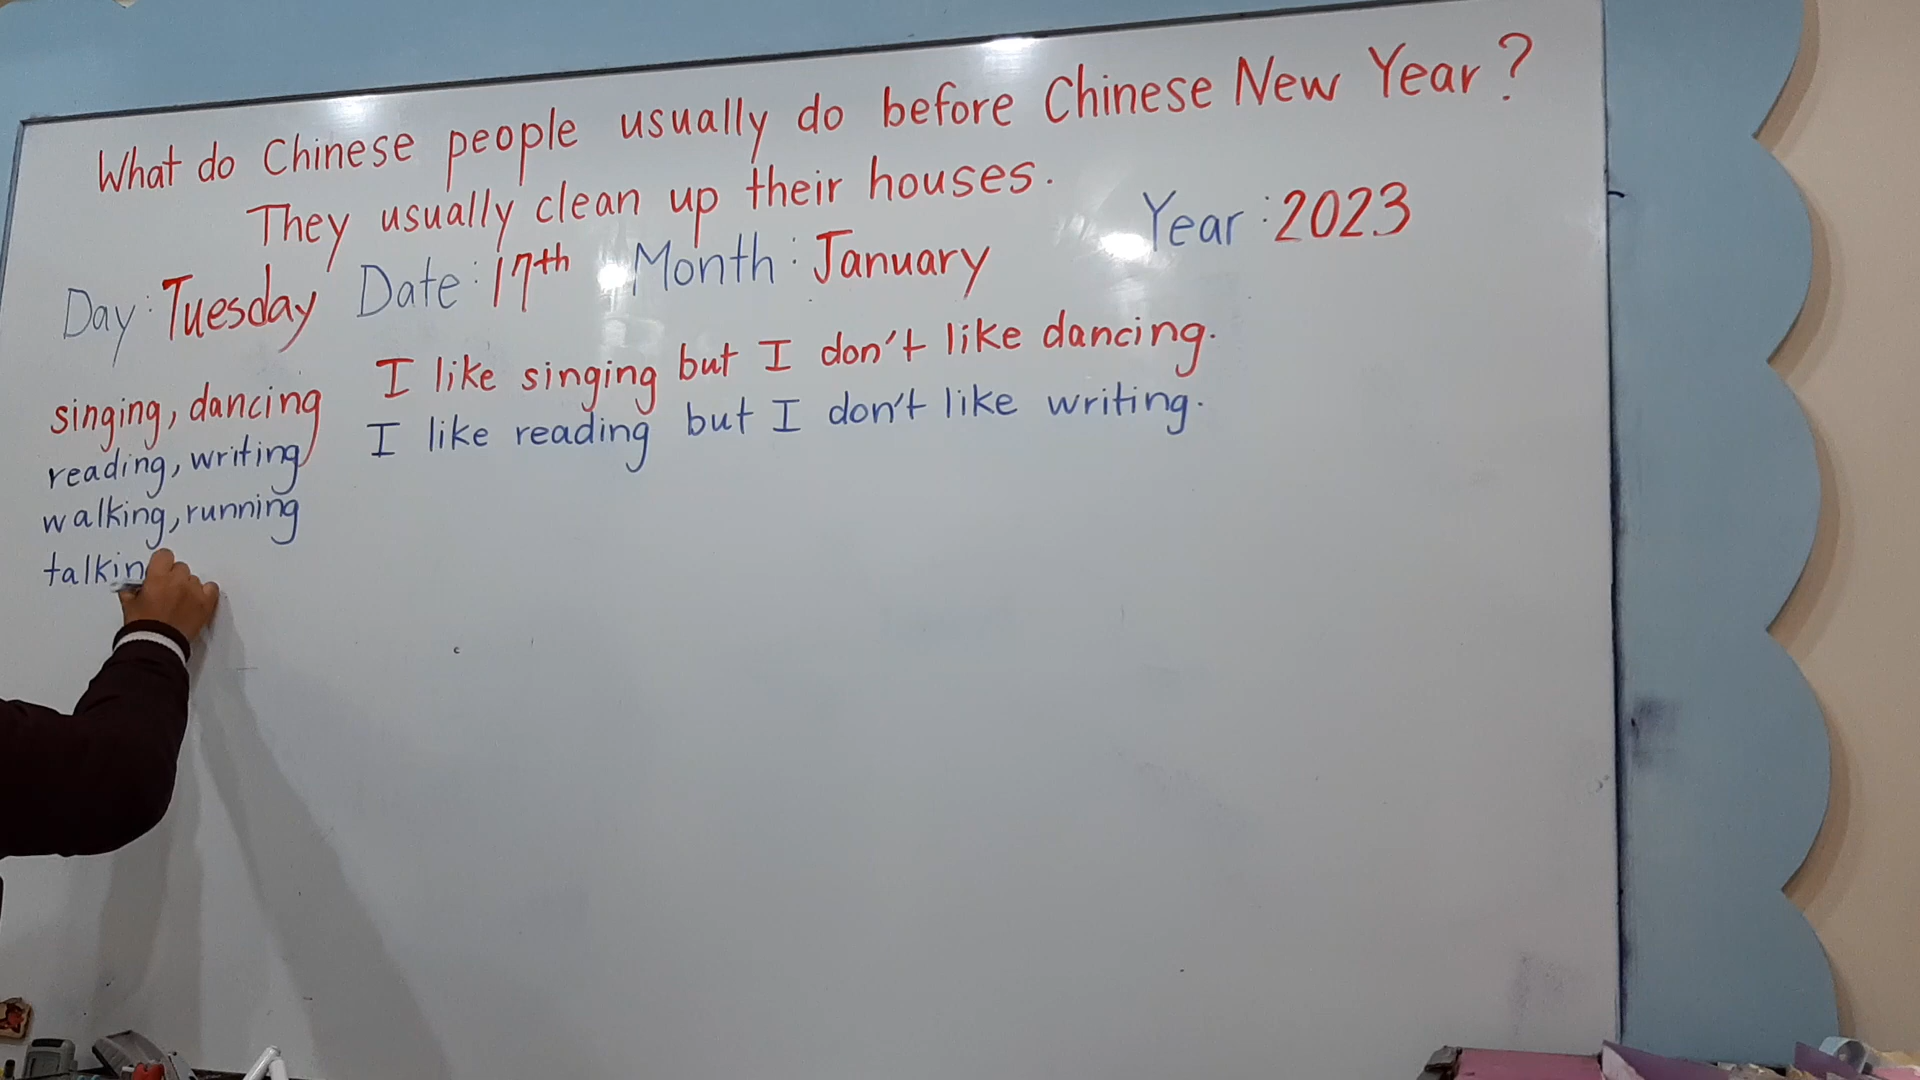 What do Chinese people usually do before Chinese New Year?
They usually clean up their houses.
Day: Tuesday Date: 17th Month: January Year: 2023
singing, dancing I like singing but I don't like dancing.
reading, writing I like reading but I don't like writing.
walking, running
talkin